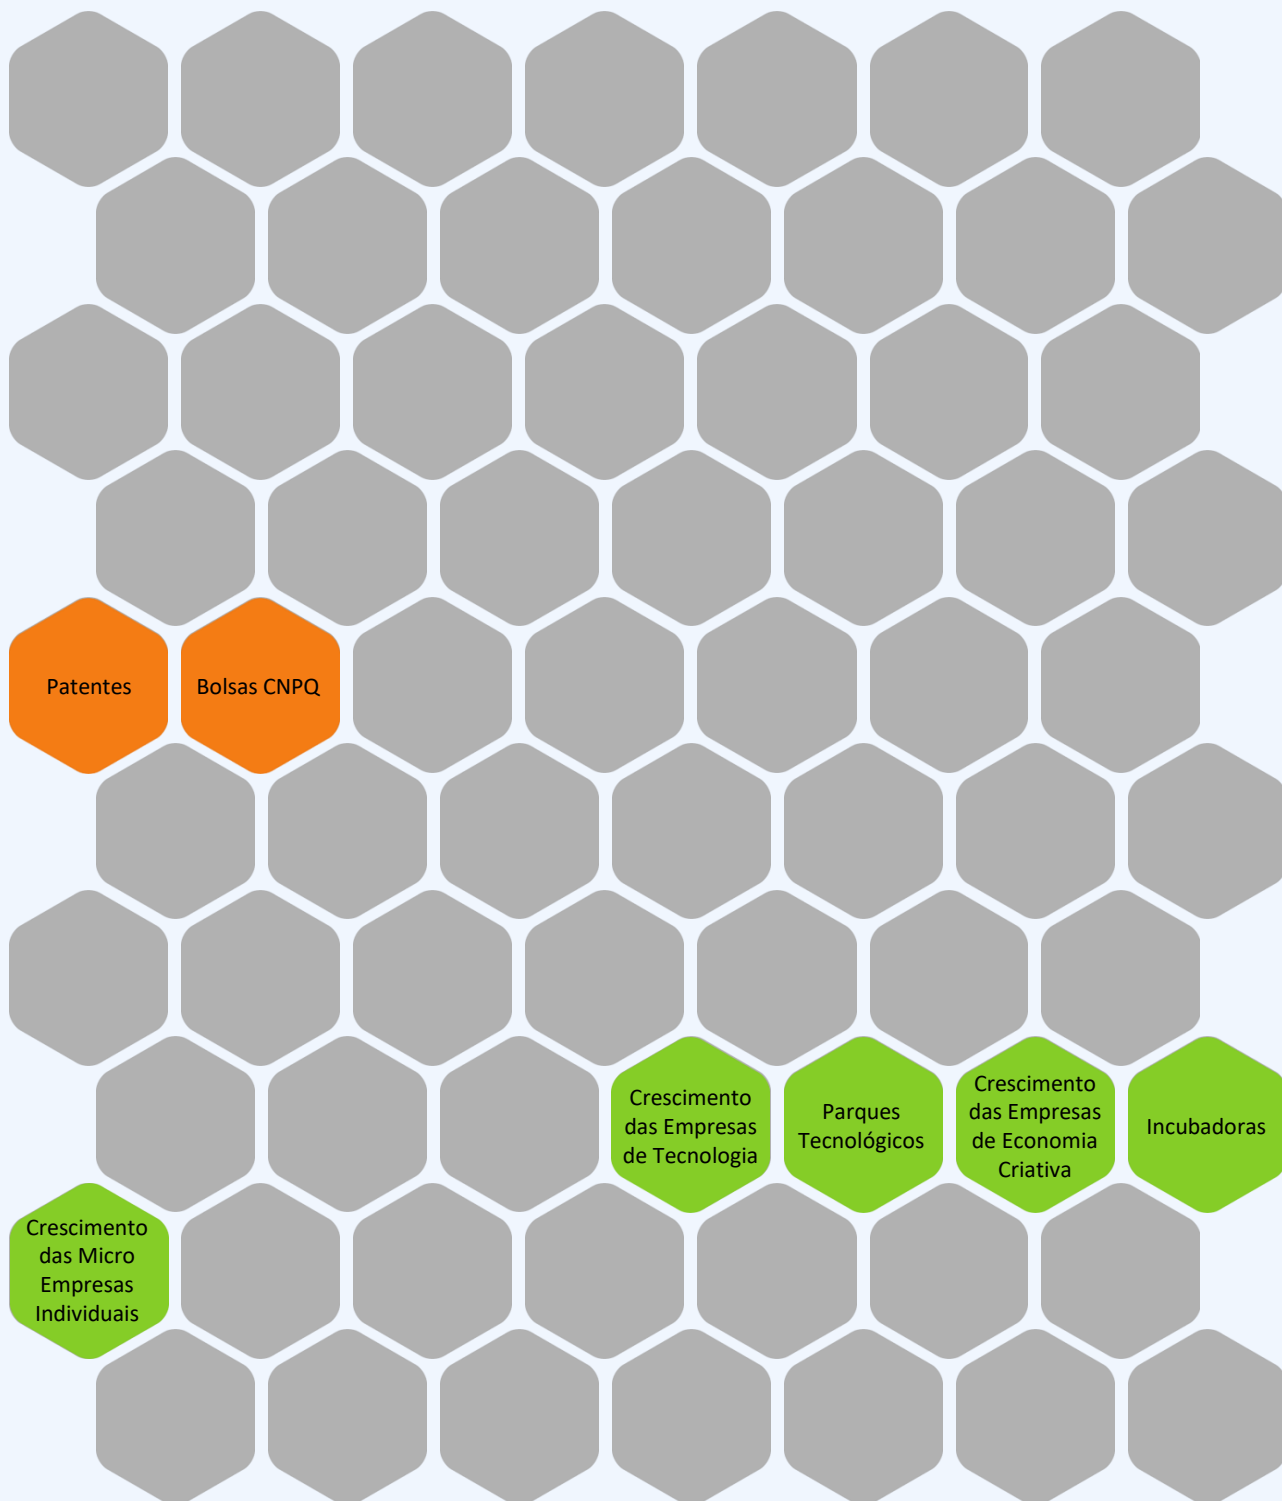 Patentes
Bolsas CNPQ
Crescimento
das Empresas
de Tecnologia
Parques
Tecnológicos
Crescimento
das Empresas
de Economia
Criativa
Incubadoras
Crescimento
das Micro
Empresas
Individuais